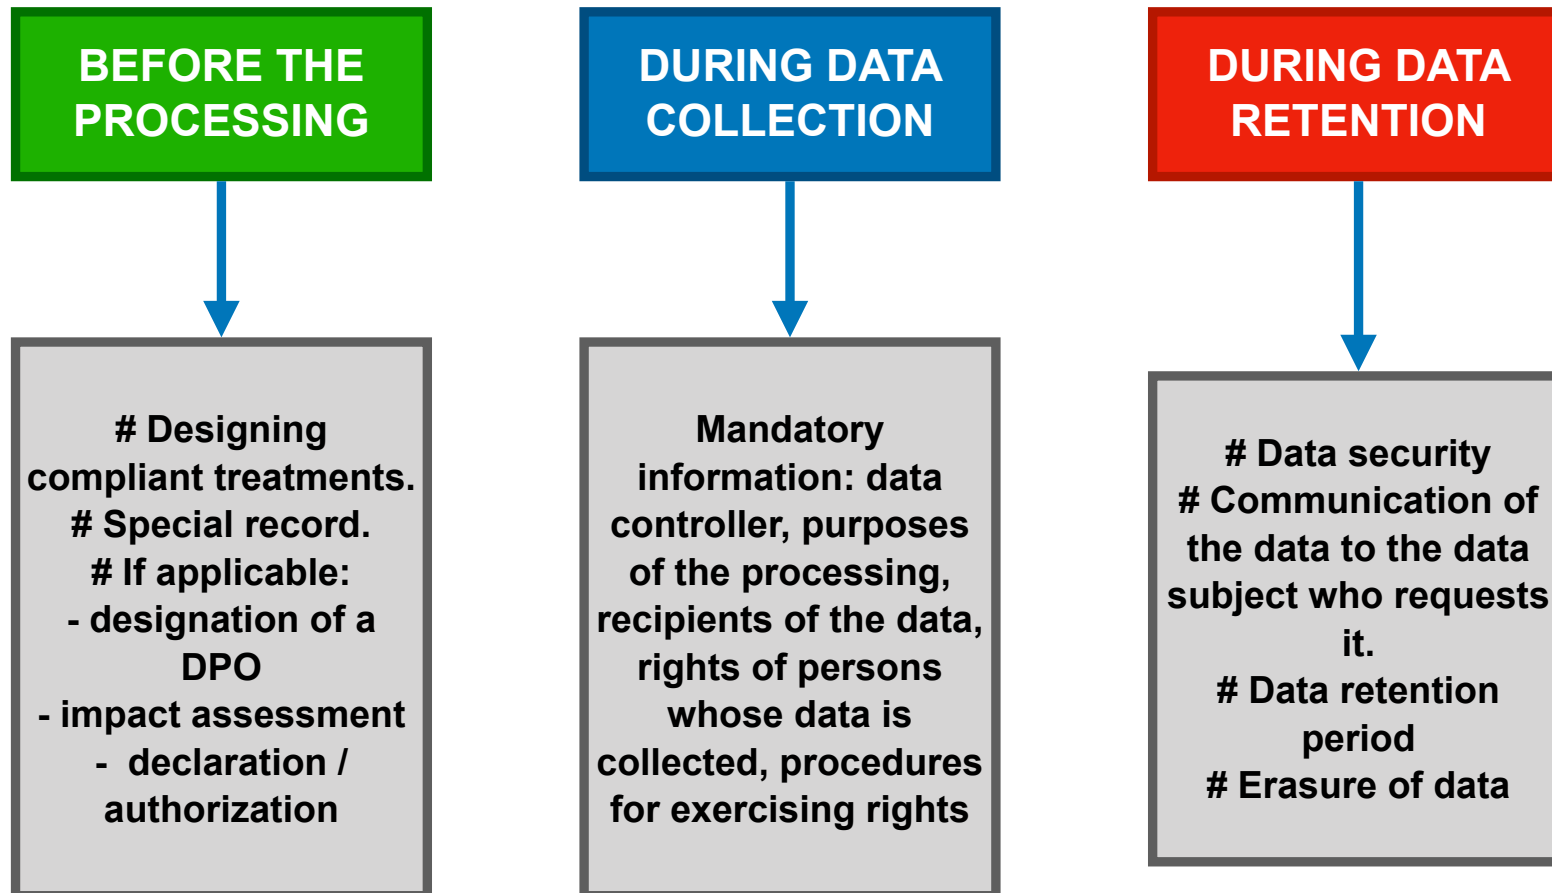 BEFORE THE
PROCESSING
# Designing
compliant treatments.
# Special record.
# If applicable:
- designation of a
DPO
- impact assessment
- declaration /
authorization
DURING DATA
COLLECTION
Mandatory
information: data
controller, purposes
of the processing,
recipients of the data,
rights of persons
whose data is
collected, procedures
for exercising rights
DURING DATA
RETENTION
# Data security
# Communication of
the data to the data
subject who requests
it.
# Data retention
period
# Erasure of data